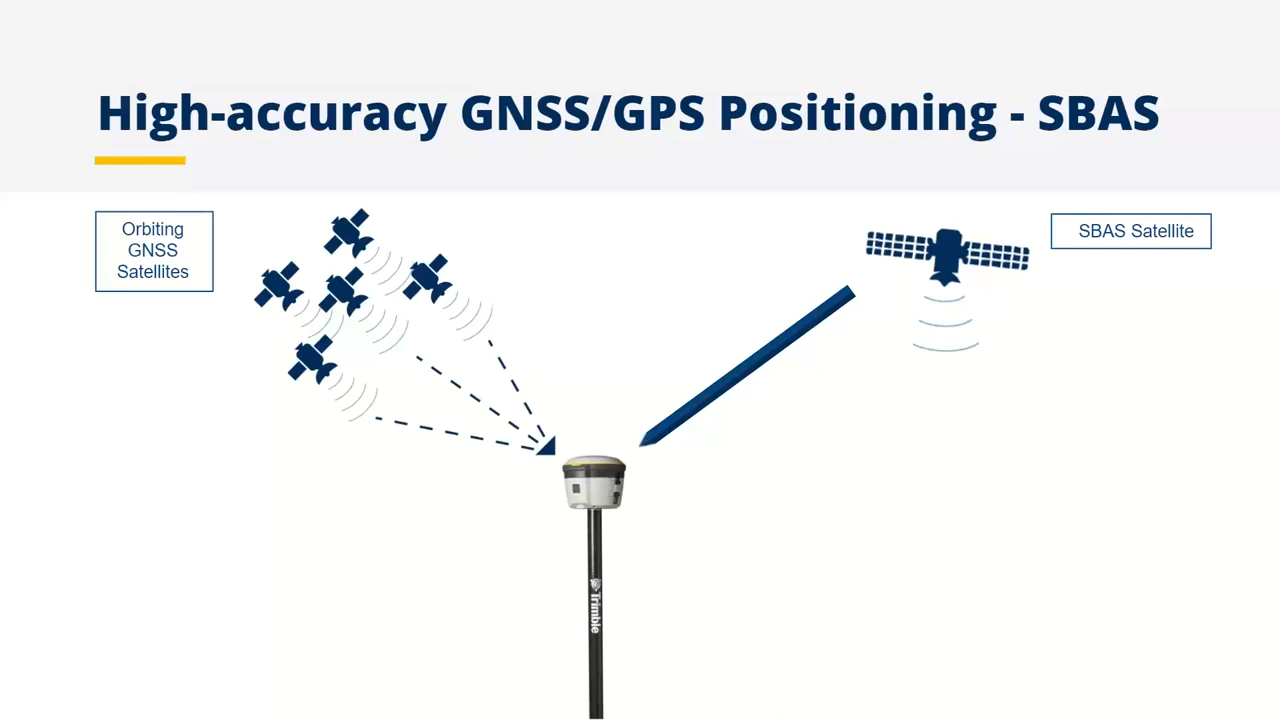 High-accuracy GNSS/GPS Positioning - SBAS
Orbiting
GNSS
Satellites
SBAS Satellite
Trimble